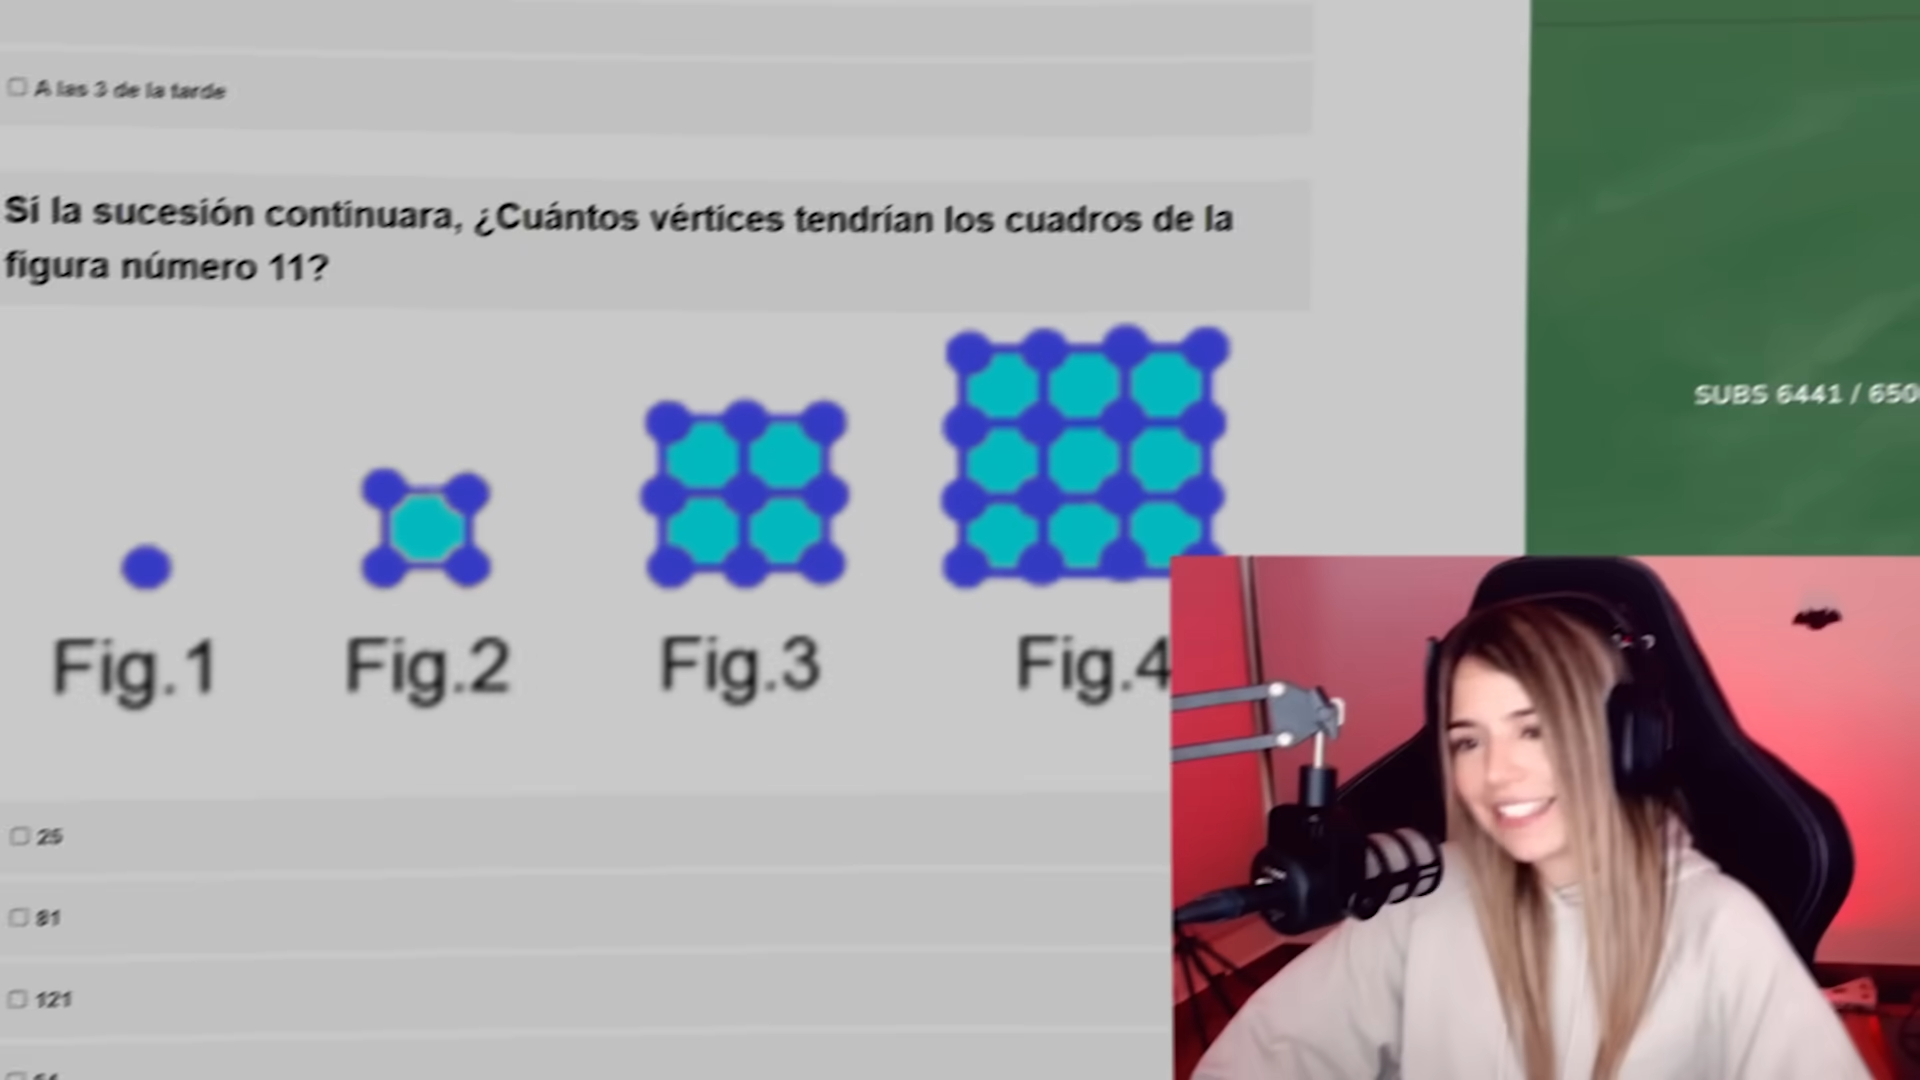 A las 3 de la tarde
Sí la sucesión continuara, ¿Cuántos vértices tendrían los cuadros de la
figura número 11?
SUBS 6441 / 650
Fig.1
Fig.2
Fig.3
Fig.4
25
81
121